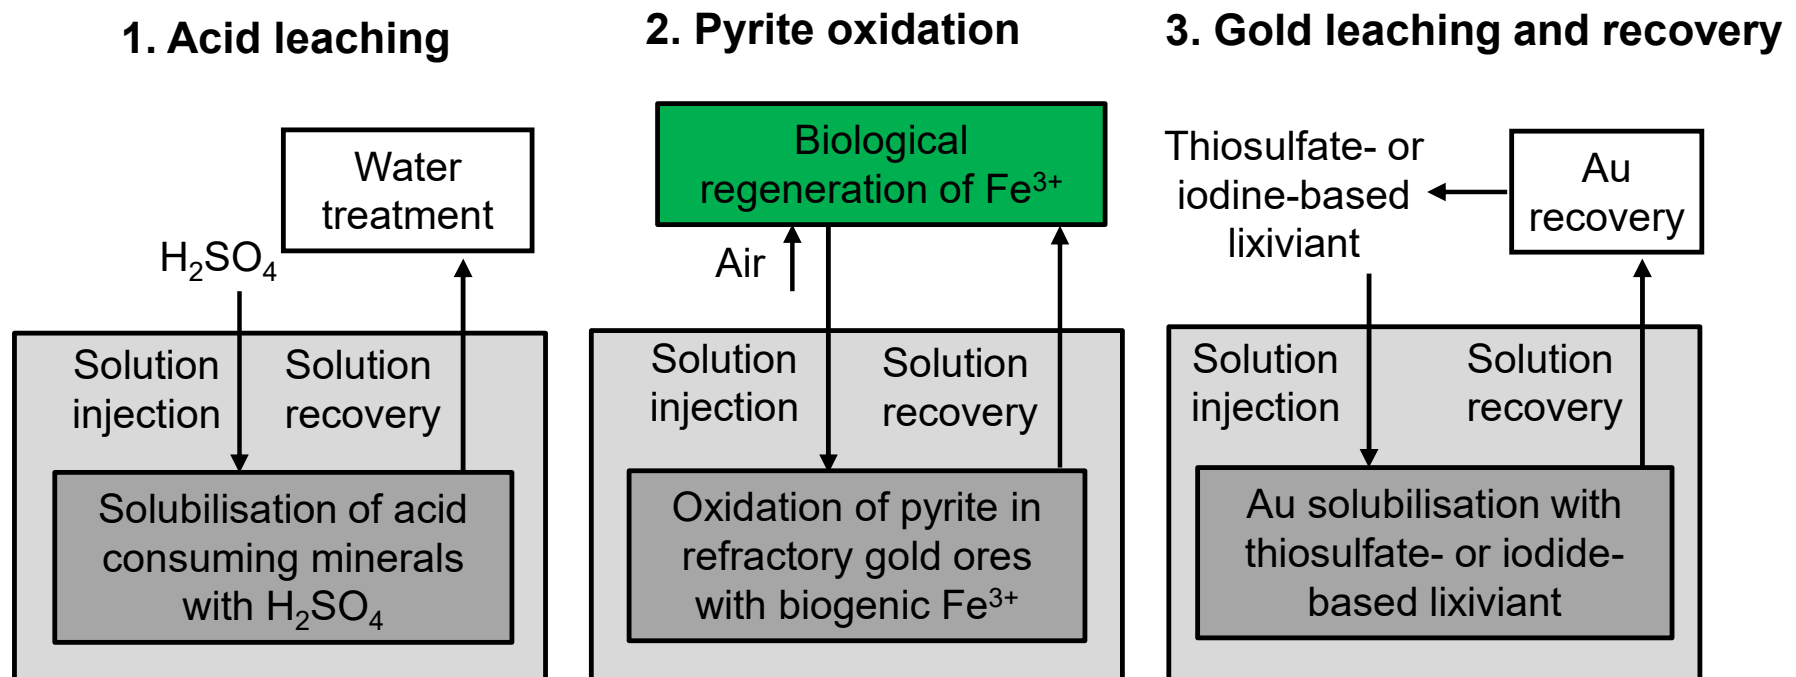 1. Acid leaching
Water
treatment
H₂SO₄
Solution
injection
Solution
recovery
Solubilisation of acid
consuming minerals
with H₂SO₄
2. Pyrite oxidation
Biological
regeneration of Fe³⁺
Air
Solution
injection
Solution
recovery
Oxidation of pyrite in
refractory gold ores
with biogenic Fe³⁺
3. Gold leaching and recovery
Thiosulfate- or
iodine-based
lixiviant
Au
recovery
Solution
injection
Solution
recovery
Au solubilisation with
thiosulfate- or iodide-
based lixiviant